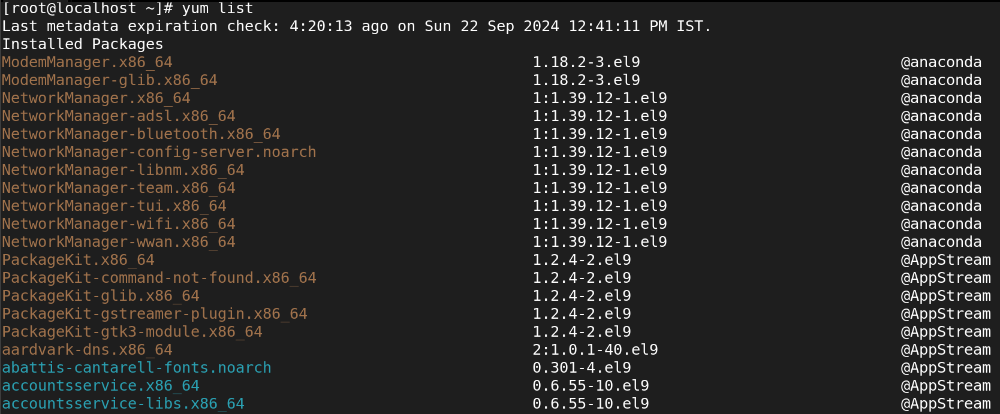 [root@localhost ~]# yum list
Last metadata expiration check: 4:20:13 ago on Sun 22 Sep 2024 12:41:11 PM IST.
Installed Packages
ModemManager.x86_64 1.18.2-3.el9 @anaconda
ModemManager-glib.x86_64 1.18.2-3.el9 @anaconda
NetworkManager.x86_64 1:1.39.12-1.el9 @anaconda
NetworkManager-adsl.x86_64 1:1.39.12-1.el9 @anaconda
NetworkManager-bluetooth.x86_64 1:1.39.12-1.el9 @anaconda
NetworkManager-config-server.noarch 1:1.39.12-1.el9 @anaconda
NetworkManager-libnm.x86_64 1:1.39.12-1.el9 @anaconda
NetworkManager-team.x86_64 1:1.39.12-1.el9 @anaconda
NetworkManager-tui.x86_64 1:1.39.12-1.el9 @anaconda
NetworkManager-wifi.x86_64 1:1.39.12-1.el9 @anaconda
NetworkManager-wwan.x86_64 1:1.39.12-1.el9 @anaconda
PackageKit.x86_64 1.2.4-2.el9 @AppStream
PackageKit-command-not-found.x86_64 1.2.4-2.el9 @AppStream
PackageKit-glib.x86_64 1.2.4-2.el9 @AppStream
PackageKit-gstreamer-plugin.x86_64 1.2.4-2.el9 @AppStream
PackageKit-gtk3-module.x86_64 1.2.4-2.el9 @AppStream
aardvark-dns.x86_64 2:1.0.1-40.el9 @AppStream
abattis-cantarell-fonts.noarch 0.301-4.el9 @AppStream
accountsservice.x86_64 0.6.55-10.el9 @AppStream
accountsservice-libs.x86_64 0.6.55-10.el9 @AppStream